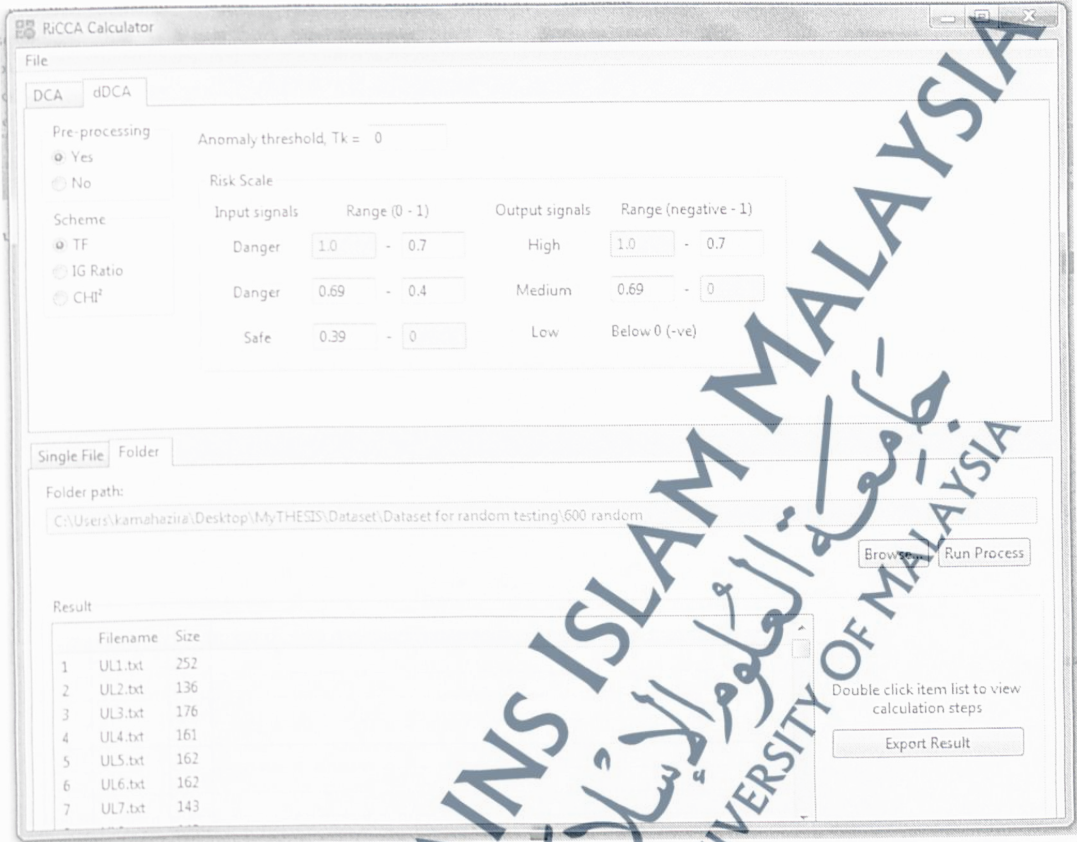 RiCCA Calculator
File
DCA dDCA
Pre-processing
Yes
No
Scheme
TF
IG Ratio
CHI²
Anomaly threshold, Tk = 0
Risk Scale
Input signals Range (0 - 1) Output signals Range (negative - 1)
Danger 1.0 - 0.7 High 1.0 - 0.7
Danger 0.69 - 0.4 Medium 0.69 - 0
Safe 0.39 - 0 Low Below 0 (-ve)
Single File Folder
Folder path:
C:\Users\kamahazira\Desktop\MyTHESIS\Dataset\Dataset for random testing\600 random
Browse... Run Process
Result
Filename Size
1 UL1.txt 252
2 UL2.txt 136
3 UL3.txt 176
4 UL4.txt 161
5 UL5.txt 162
6 UL6.txt 162
7 UL7.txt 143
Double click item list to view
calculation steps
Export Result
INS ISLAM MALAYSIA
جامعة العلوم الإسلا
IVERSITY OF MALAYSIA